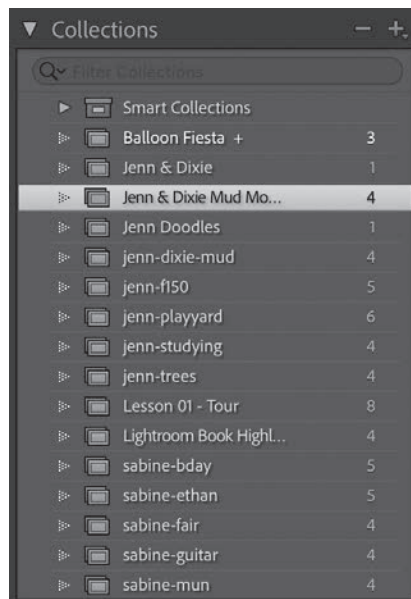 Collections
Filter Collections
Smart Collections
Balloon Fiesta + 3
Jenn & Dixie 1
Jenn & Dixie Mud Mo... 4
Jenn Doodles 1
jenn-dixie-mud 4
jenn-f150 5
jenn-playyard 6
jenn-studying 4
jenn-trees 4
Lesson 01 - Tour 8
Lightroom Book Highl... 4
sabine-bday 5
sabine-ethan 5
sabine-fair 4
sabine-guitar 4
sabine-mun 4